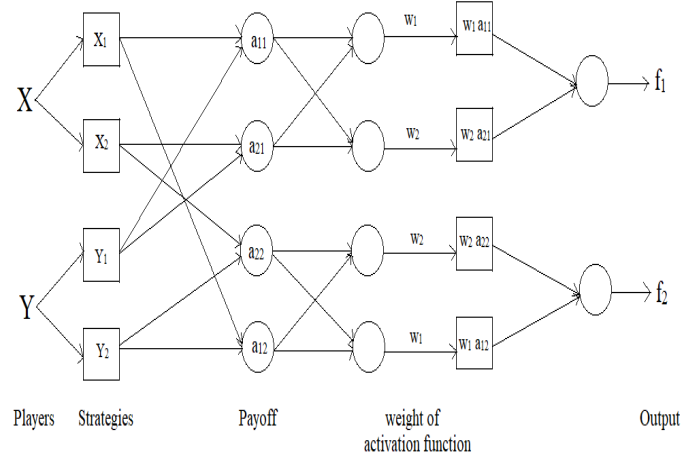 X
Y
X₁
X₂
Y₁
Y₂
a₁₁
a₂₁
a₂₂
a₁₂
w₁
w₂
w₂
w₁
w₁ a₁₁
w₂ a₂₁
w₂ a₂₂
w₁ a₁₂
f₁
f₂
Players
Strategies
Payoff
weight of
activation function
Output